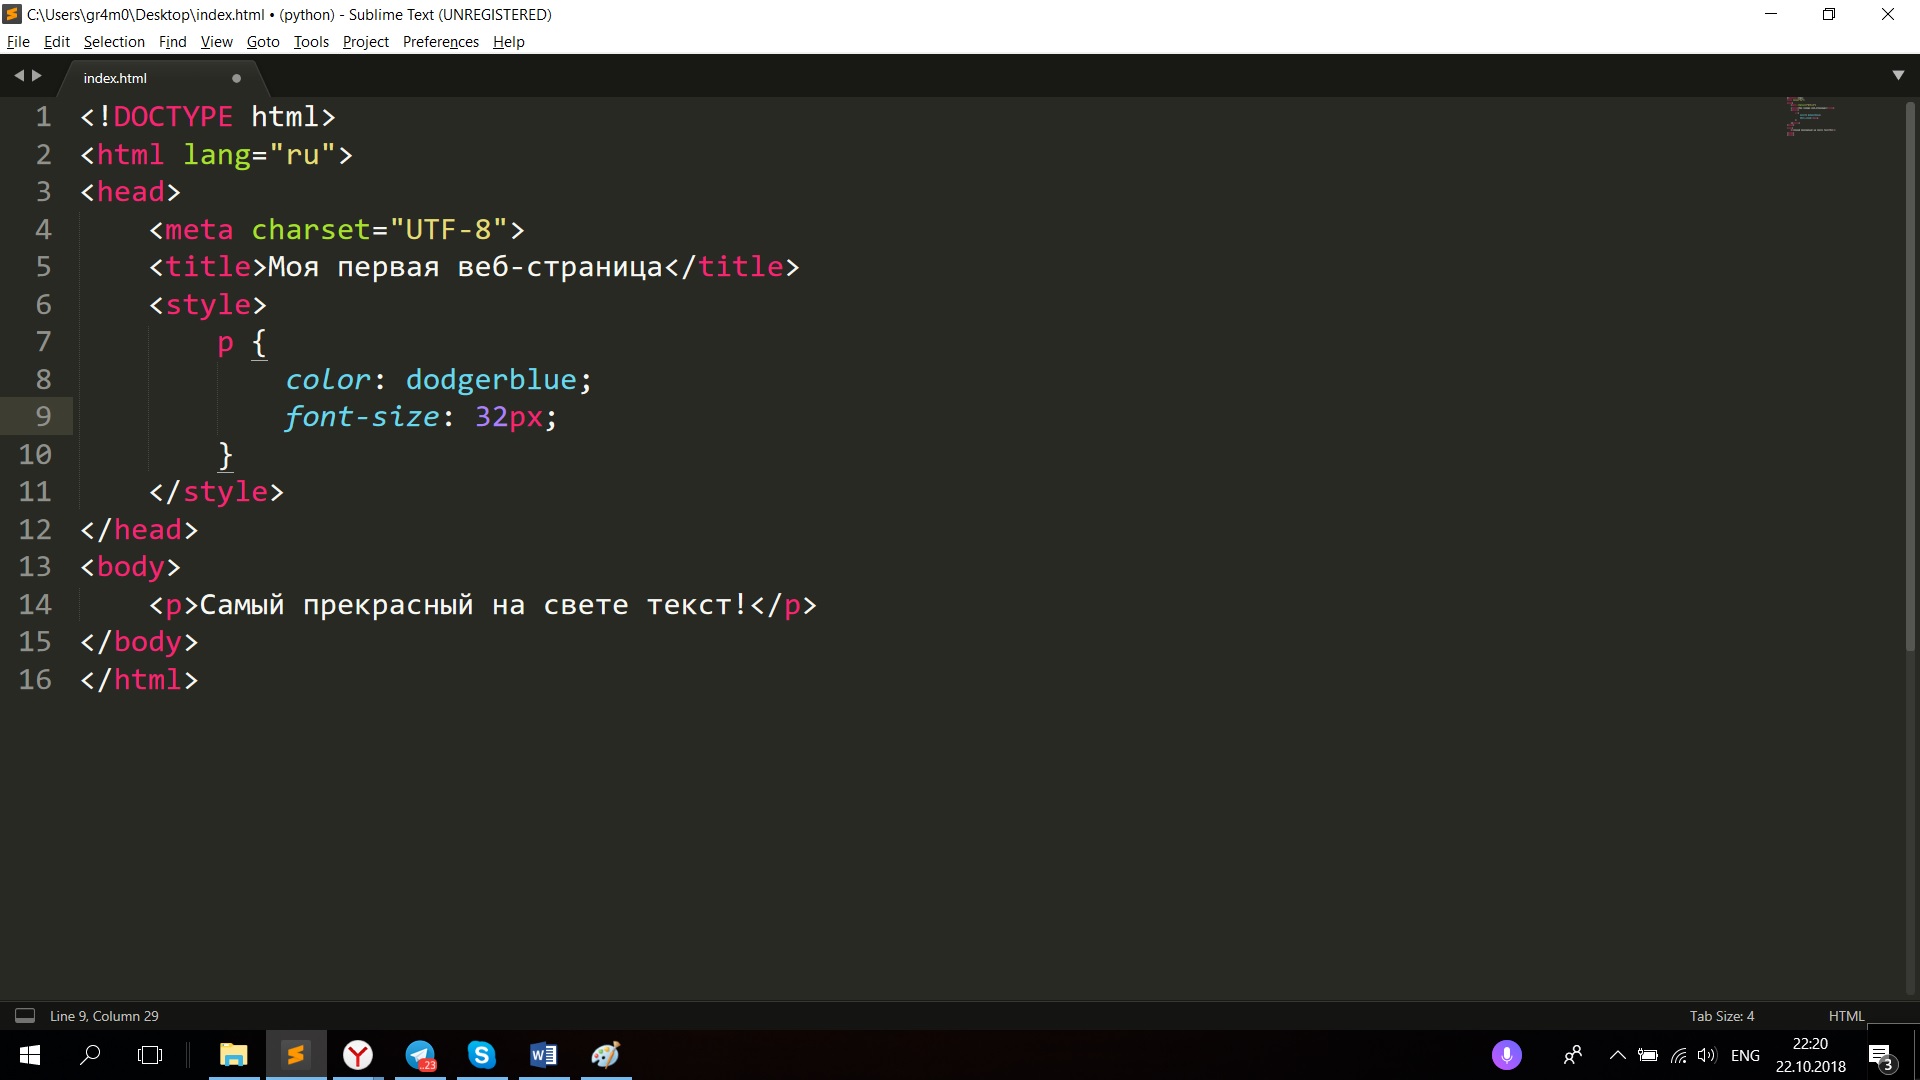 C:\Users\gr4m0\Desktop\index.html • (python) - Sublime Text (UNREGISTERED)
File Edit Selection Find View Goto Tools Project Preferences Help
index.html
1 <!DOCTYPE html>
2 <html lang="ru">
3 <head>
4 <meta charset="UTF-8">
5 <title>Моя первая веб-страница</title>
6 <style>
7 p {
8 color: dodgerblue;
9 font-size: 32px;
10 }
11 </style>
12 </head>
13 <body>
14 <p>Самый прекрасный на свете текст!</p>
15 </body>
16 </html>
Line 9, Column 29 Tab Size: 4 HTML
..23 ENG 22:20
22.10.2018 3